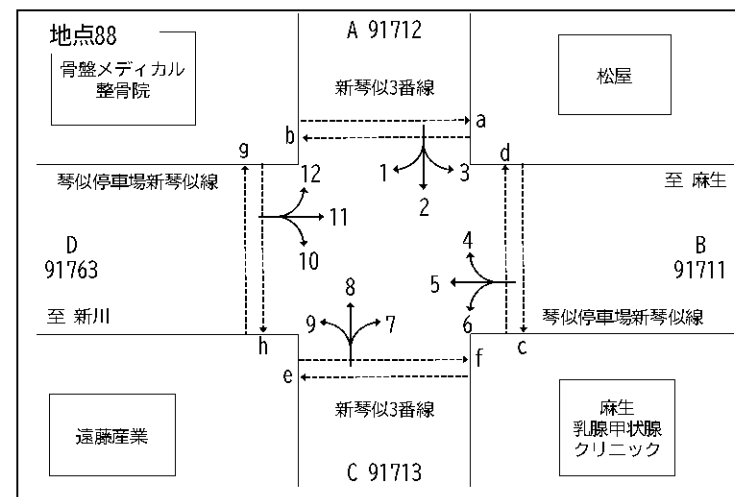 地点88
骨盤メディカル
整骨院
A 91712
新琴似3番線
松屋
a
b
g
d
琴似停車場新琴似線
12
1
3
2
至 麻生
11
D
91763
4
B
91711
10
5
8
至 新川
9
7
6
琴似停車場新琴似線
h
c
f
e
遠藤産業
新琴似3番線
麻生
乳腺甲状腺
クリニック
C 91713